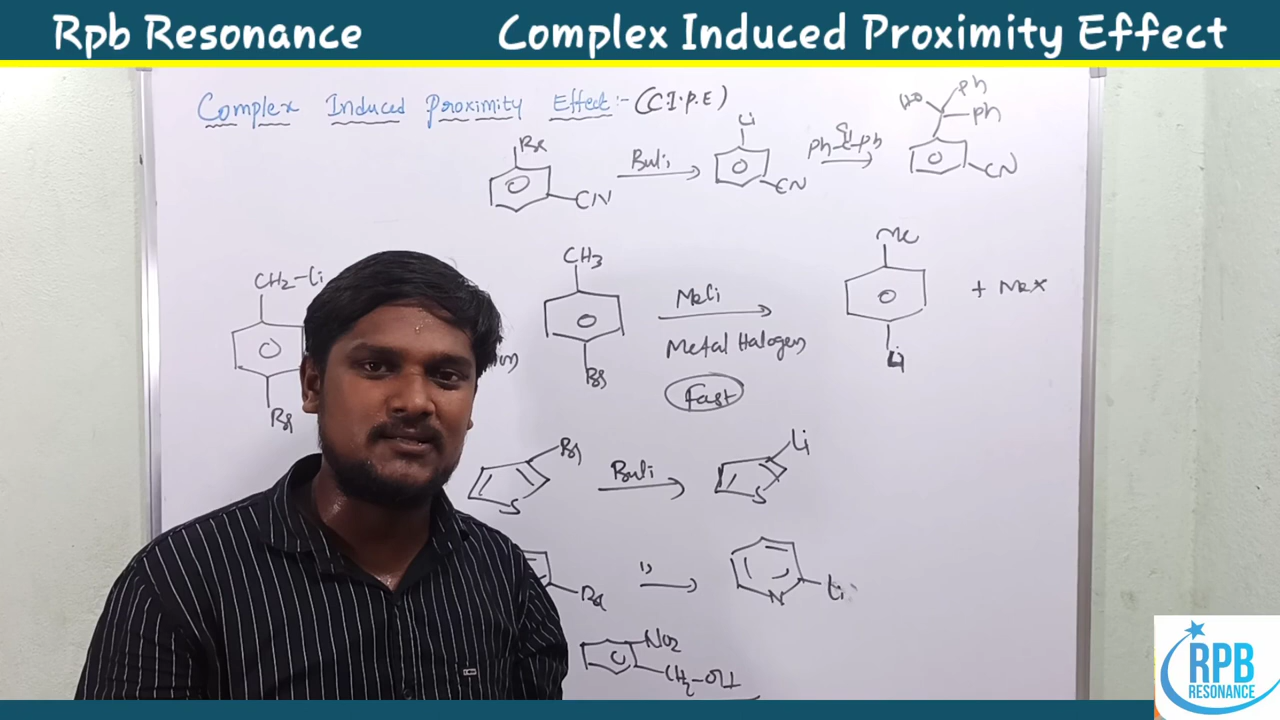 Rpb Resonance
Complex Induced Proximity Effect
Complex Induced Proximity Effect:- (C.I.P.E)
Br
CN
BuLi
Li
CN
Ph-C-Ph
O
HO
Ph
Ph
CN
CH2-Li
Br
CH3
Br
MeLi
Metal Halogen
Fast
Me
Li
+ MeX
Br
S
BuLi
Li
S
Br
N
Li
NO2
CH2-OH
RPB
RESONANCE